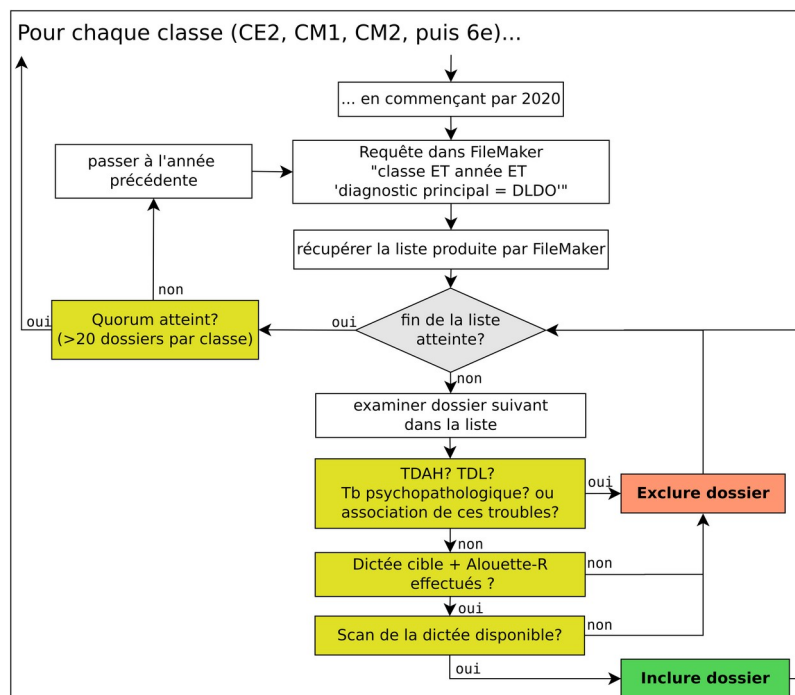 Pour chaque classe (CE2, CM1, CM2, puis 6e)...
... en commençant par 2020
passer à l'année
précédente
Requête dans FileMaker
"classe ET année ET
'diagnostic principal = DLDO'"
récupérer la liste produite par FileMaker
non
oui
Quorum atteint?
(>20 dossiers par classe)
oui
fin de la liste
atteinte?
non
examiner dossier suivant
dans la liste
TDAH? TDL?
Tb psychopathologique? ou
association de ces troubles?
oui
Exclure dossier
non
Dictée cible + Alouette-R
effectués ?
non
oui
Scan de la dictée disponible?
non
oui
Inclure dossier